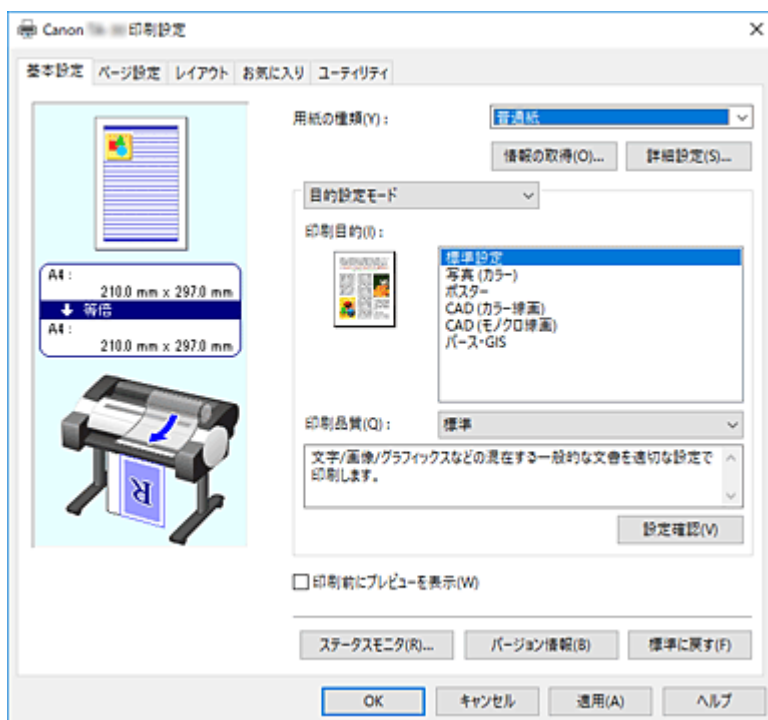 Canon 印刷設定
基本設定 ページ設定 レイアウト お気に入り ユーティリティ
用紙の種類(Y)： 普通紙
情報の取得(O)... 詳細設定(S)...
目的設定モード
印刷目的(I)：
標準設定
写真 (カラー)
ポスター
CAD (カラー線画)
CAD (モノクロ線画)
パース・GIS
A4：
210.0 mm x 297.0 mm
等倍
A4：
210.0 mm x 297.0 mm
R
印刷品質(Q)： 標準
文字/画像/グラフィックスなどの混在する一般的な文書を適切な設定で
印刷します。
設定確認(V)
印刷前にプレビューを表示(W)
ステータスモニタ(R)... バージョン情報(B) 標準に戻す(F)
OK キャンセル 適用(A) ヘルプ